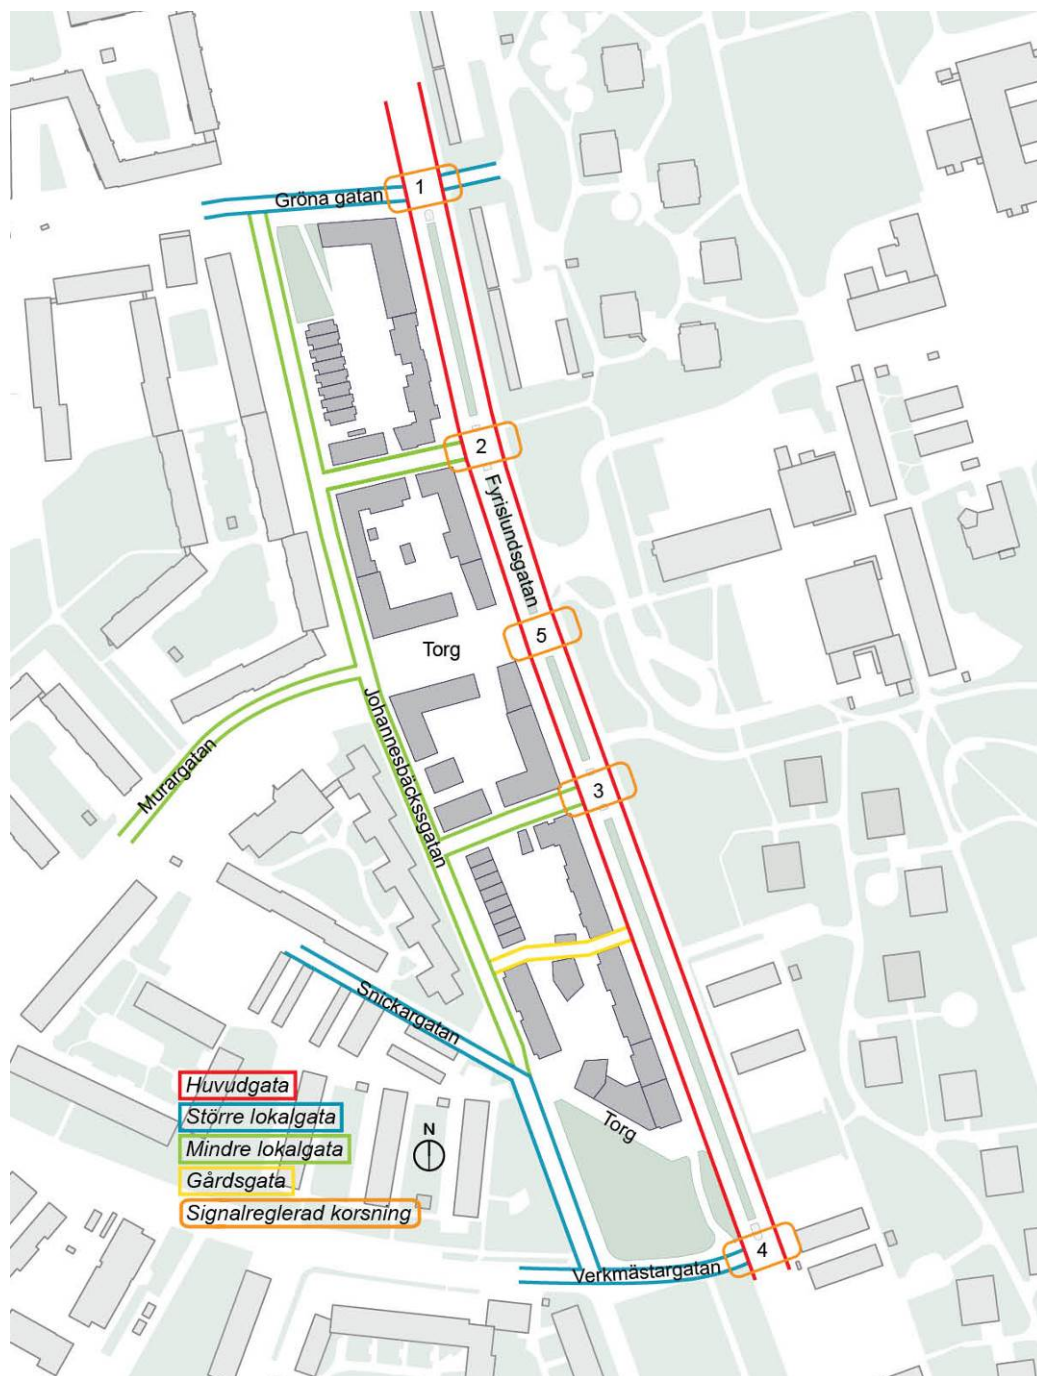 1
Gröna gatan
2
Fyrislundsgatan
5
Torg
Johannesbäckssgatan
Murargatan
3
Snickargatan
Huvudgata
Större lokalgata
Mindre lokalgata
Gårdsgata
Signalreglerad korsning
N
Torg
4
Verkmästargatan